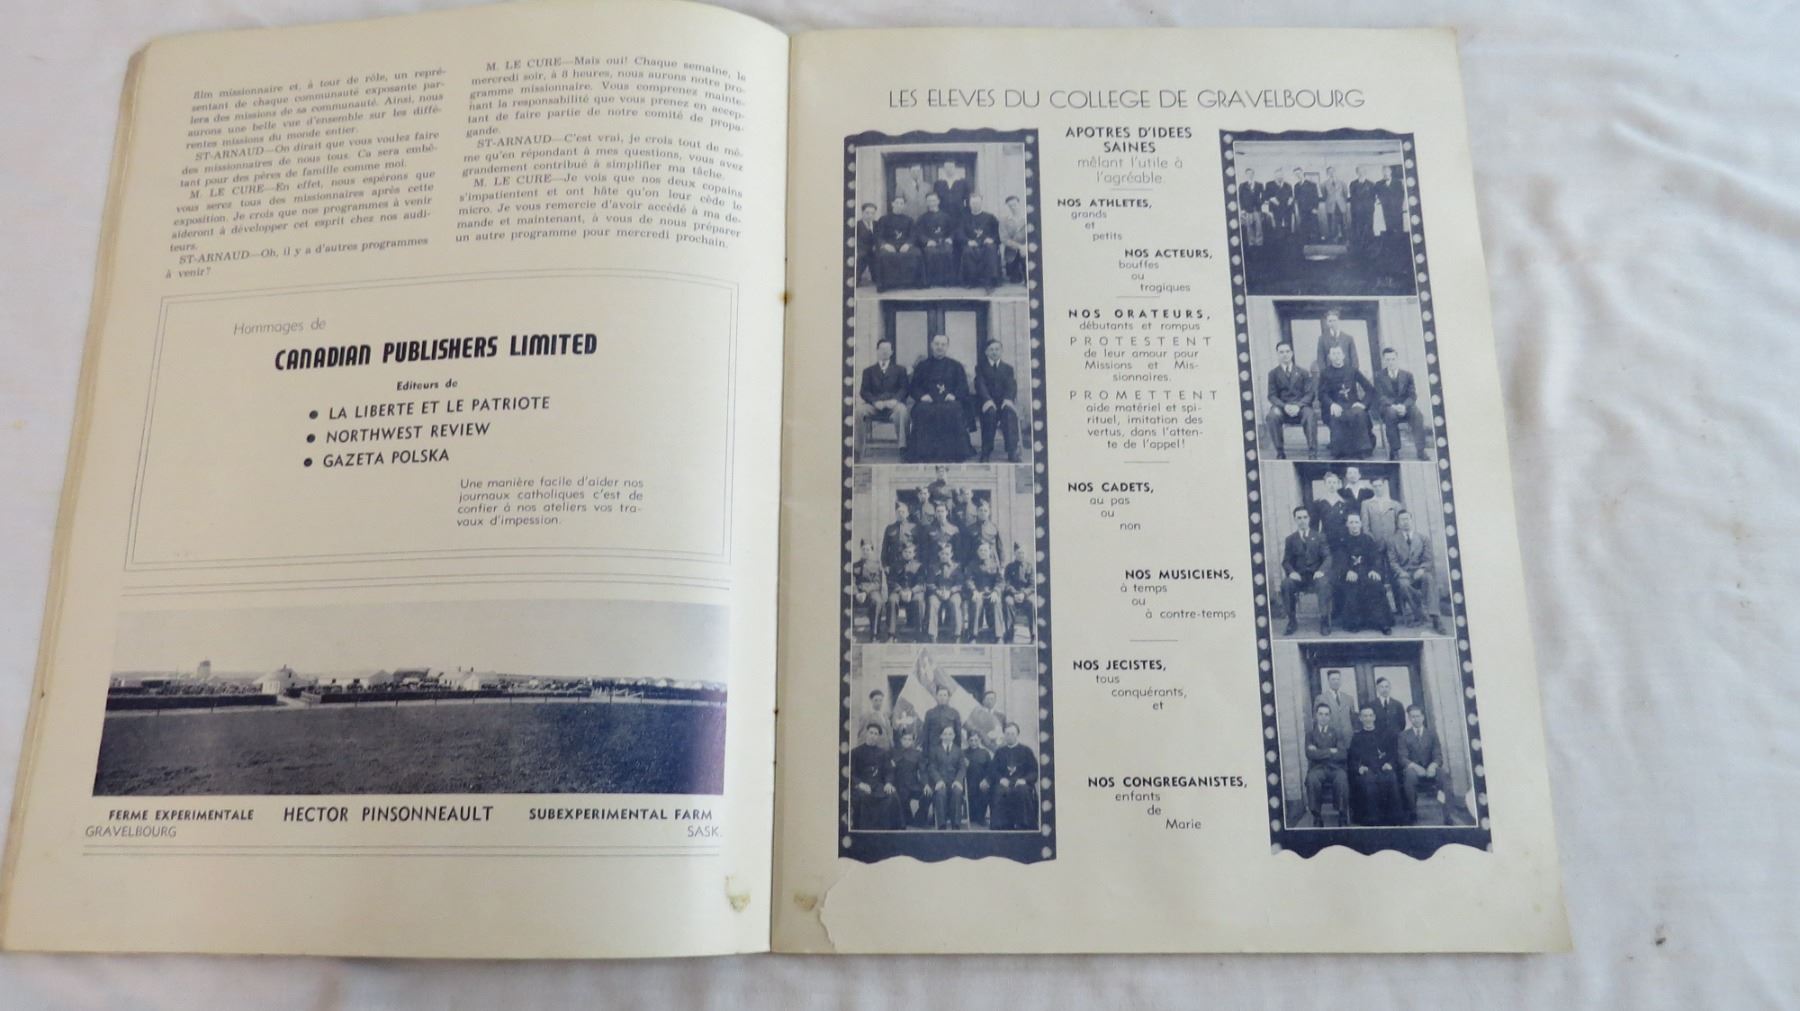 film missionnaire et, à tour de rôle, un repré-
sentant de chaque communauté exposante par-
lera des missions de sa communauté. Ainsi, nous
aurons une belle vue d'ensemble sur les diffé-
rentes missions du monde entier.
ST-ARNAUD—On dirait que vous voulez faire
des missionnaires de nous tous. Ca sera embê-
tant pour des pères de famille comme moi.
M. LE CURE—En effet, nous espérons que
vous serez tous des missionnaires après cette
exposition. Je crois que nos programmes à venir
aideront à développer cet esprit chez nos audi-
teurs.
ST-ARNAUD—Oh, il y a d'autres programmes
à venir?
M. LE CURE—Mais oui! Chaque semaine, le
mercredi soir, à 8 heures, nous aurons notre pro-
gramme missionnaire. Vous comprenez mainte-
nant la responsabilité que vous prenez en accep-
tant de faire partie de notre comité de propa-
gande.
ST-ARNAUD—C'est vrai, je crois tout de mê-
me qu'en répondant à mes questions, vous avez
grandement contribué à simplifier ma tâche.
M. LE CURE—Je vois que nos deux copains
s'impatientent et ont hâte qu'on leur cède le
micro. Je vous remercie d'avoir accédé à ma de-
mande et maintenant, à vous de nous préparer
un autre programme pour mercredi prochain.
Hommages de
CANADIAN PUBLISHERS LIMITED
Editeurs de
● LA LIBERTE ET LE PATRIOTE
● NORTHWEST REVIEW
● GAZETA POLSKA
Une manière facile d'aider nos
journaux catholiques c'est de
confier à nos ateliers vos tra-
vaux d'impession.
FERME EXPERIMENTALE HECTOR PINSONNEAULT SUBEXPERIMENTAL FARM
GRAVELBOURG SASK.
LES ELEVES DU COLLEGE DE GRAVELBOURG
APOTRES D'IDEES
SAINES
mêlant l'utile à
l'agréable.
NOS ATHLETES,
grands
et
petits
NOS ACTEURS,
bouffes
ou
tragiques
NOS ORATEURS,
débutants et rompus
PROTESTENT
de leur amour pour
Missions et Mis-
sionnaires.
PROMETTENT
aide matériel et spi-
rituel, imitation des
vertus, dans l'atten-
te de l'appel!
NOS CADETS,
au pas
ou
non
NOS MUSICIENS,
à temps
ou
à contre-temps
NOS JECISTES,
tous
conquérants,
et
NOS CONGREGANISTES,
enfants
de
Marie